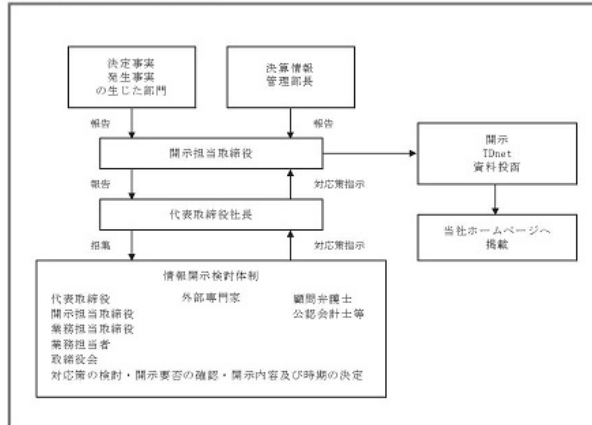 決定事実
発生事実
の生じた部門
決算情報
管理部長
報告
報告
開示担当取締役
開示
TDnet
資料投函
報告
対応策指示
代表取締役社長
当社ホームページへ
掲載
招集
対応策指示
情報開示検討体制
代表取締役
外部専門家
顧問弁護士
開示担当取締役
公認会計士等
業務担当取締役
業務担当者
取締役会
対応策の検討・開示要否の確認・開示内容及び時期の決定